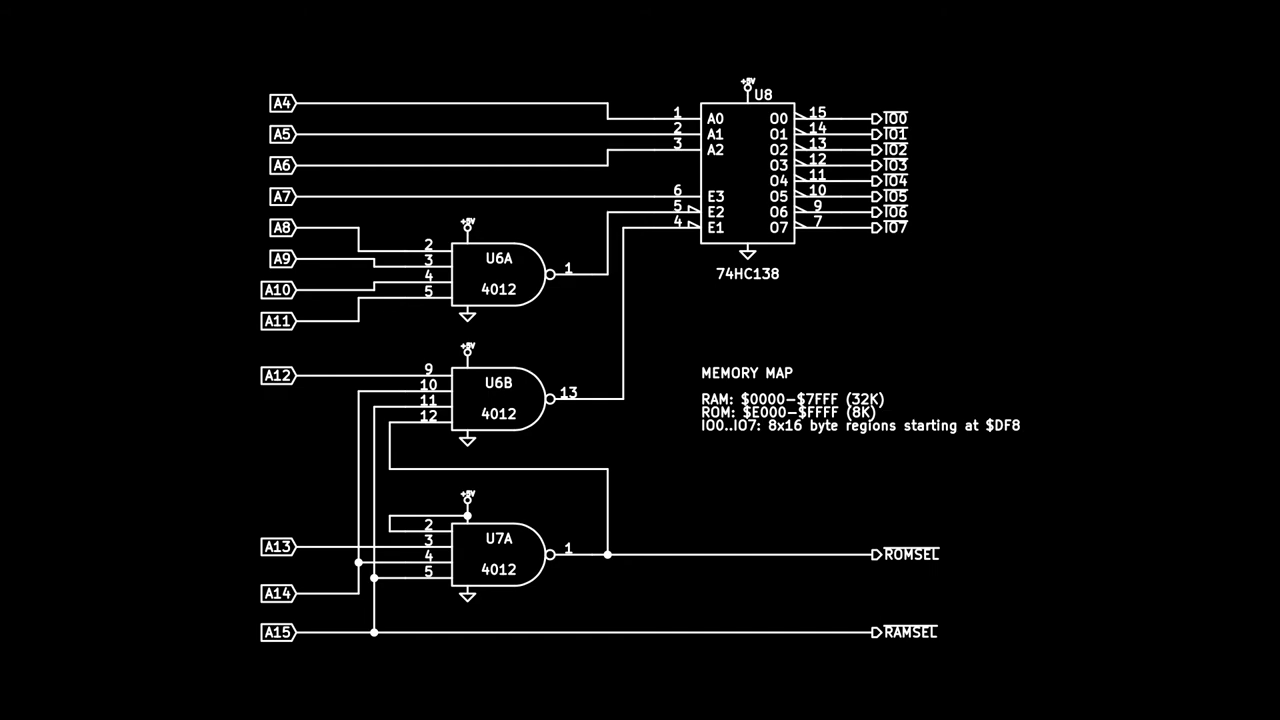 +5V
U8
A4
1
A0
O0
15
IO0
A5
2
A1
O1
14
IO1
3
A2
O2
13
IO2
A6
O3
12
IO3
O4
11
IO4
A7
6
E3
O5
10
IO5
5
E2
O6
9
IO6
A8
4
E1
O7
7
IO7
+5V
2
U6A
A9
3
1
74HC138
4
A10
5
4012
A11
+5V
A12
9
MEMORY MAP
10
U6B
13
11
RAM: $0000-$7FFF (32K)
12
4012
ROM: $E000-$FFFF (8K)
IO0..IO7: 8x16 byte regions starting at $DF8
+5V
2
U7A
A13
3
1
ROMSEL
4
5
4012
A14
A15
RAMSEL